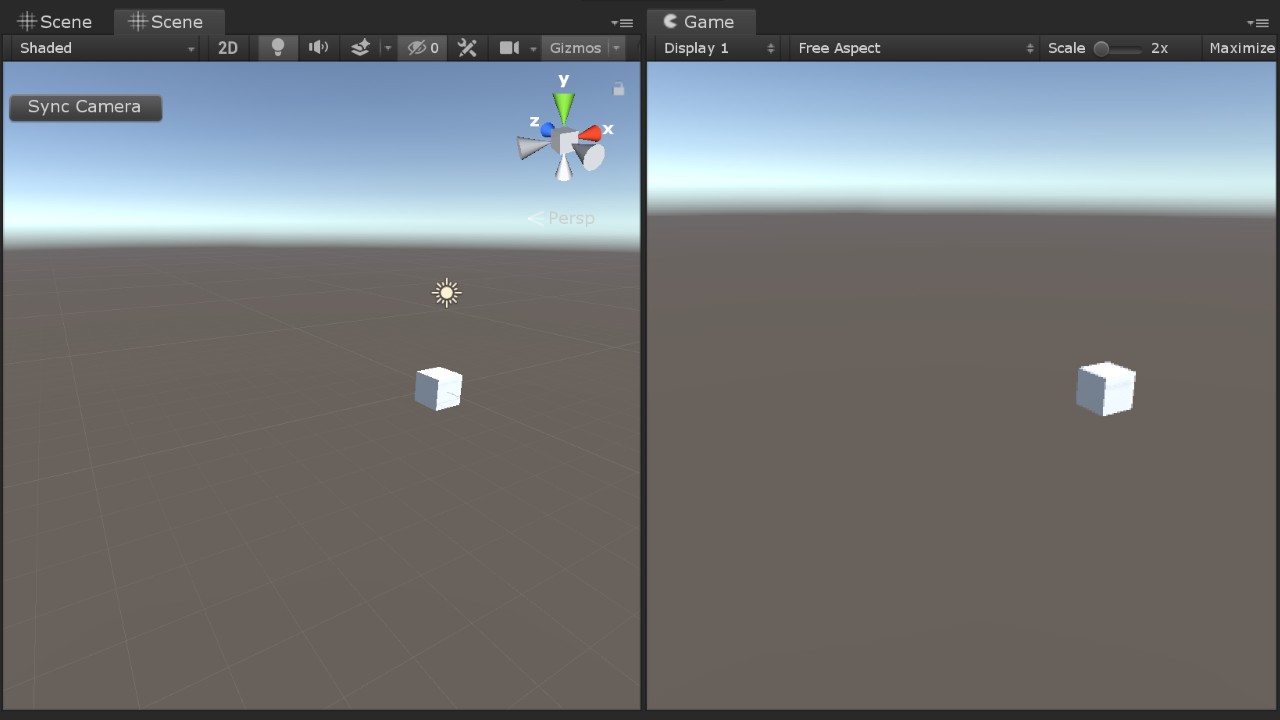 Scene Scene Game
Shaded 2D 0 Gizmos Display 1 Free Aspect Scale 2x Maximize
Sync Camera
y
z x
Persp